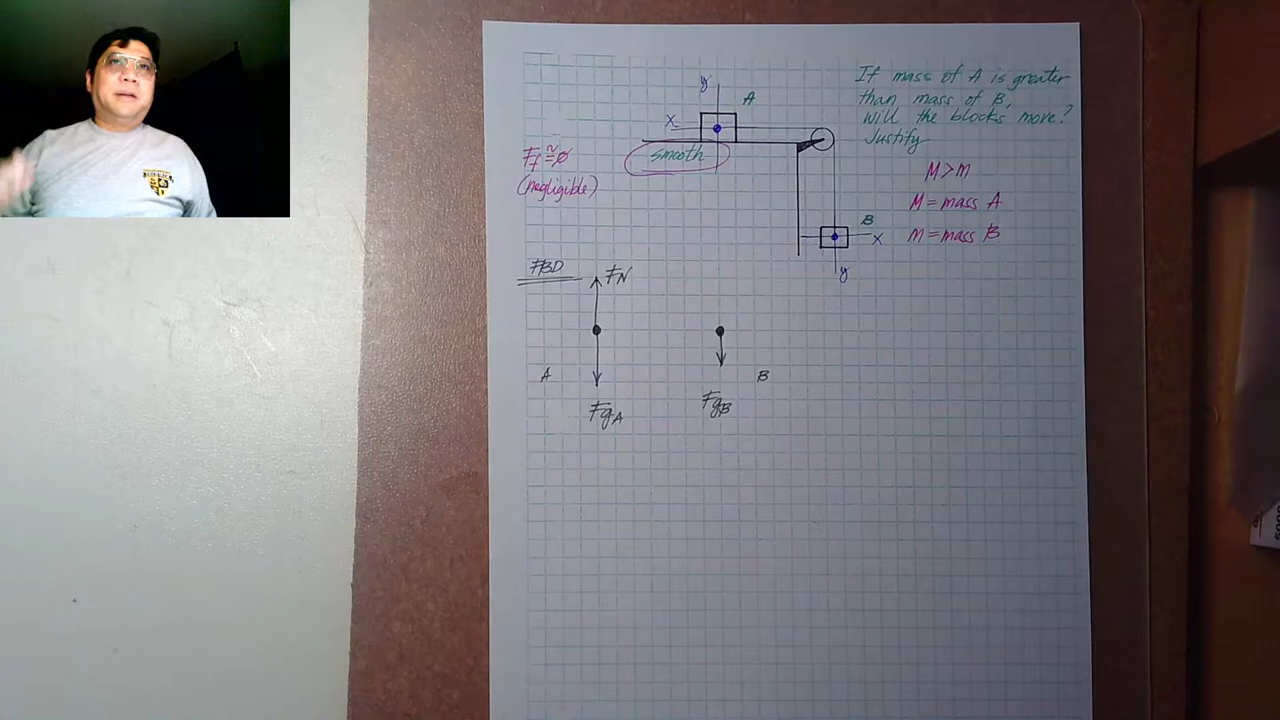 If mass of A is greater
than mass of B,
will the blocks move?
Justify
y
A
x
smooth
Ff ≅ ∅
(negligible)
M > m
M = mass A
m = mass B
B
x
y
FBD
FN
A
B
FgA
FgB